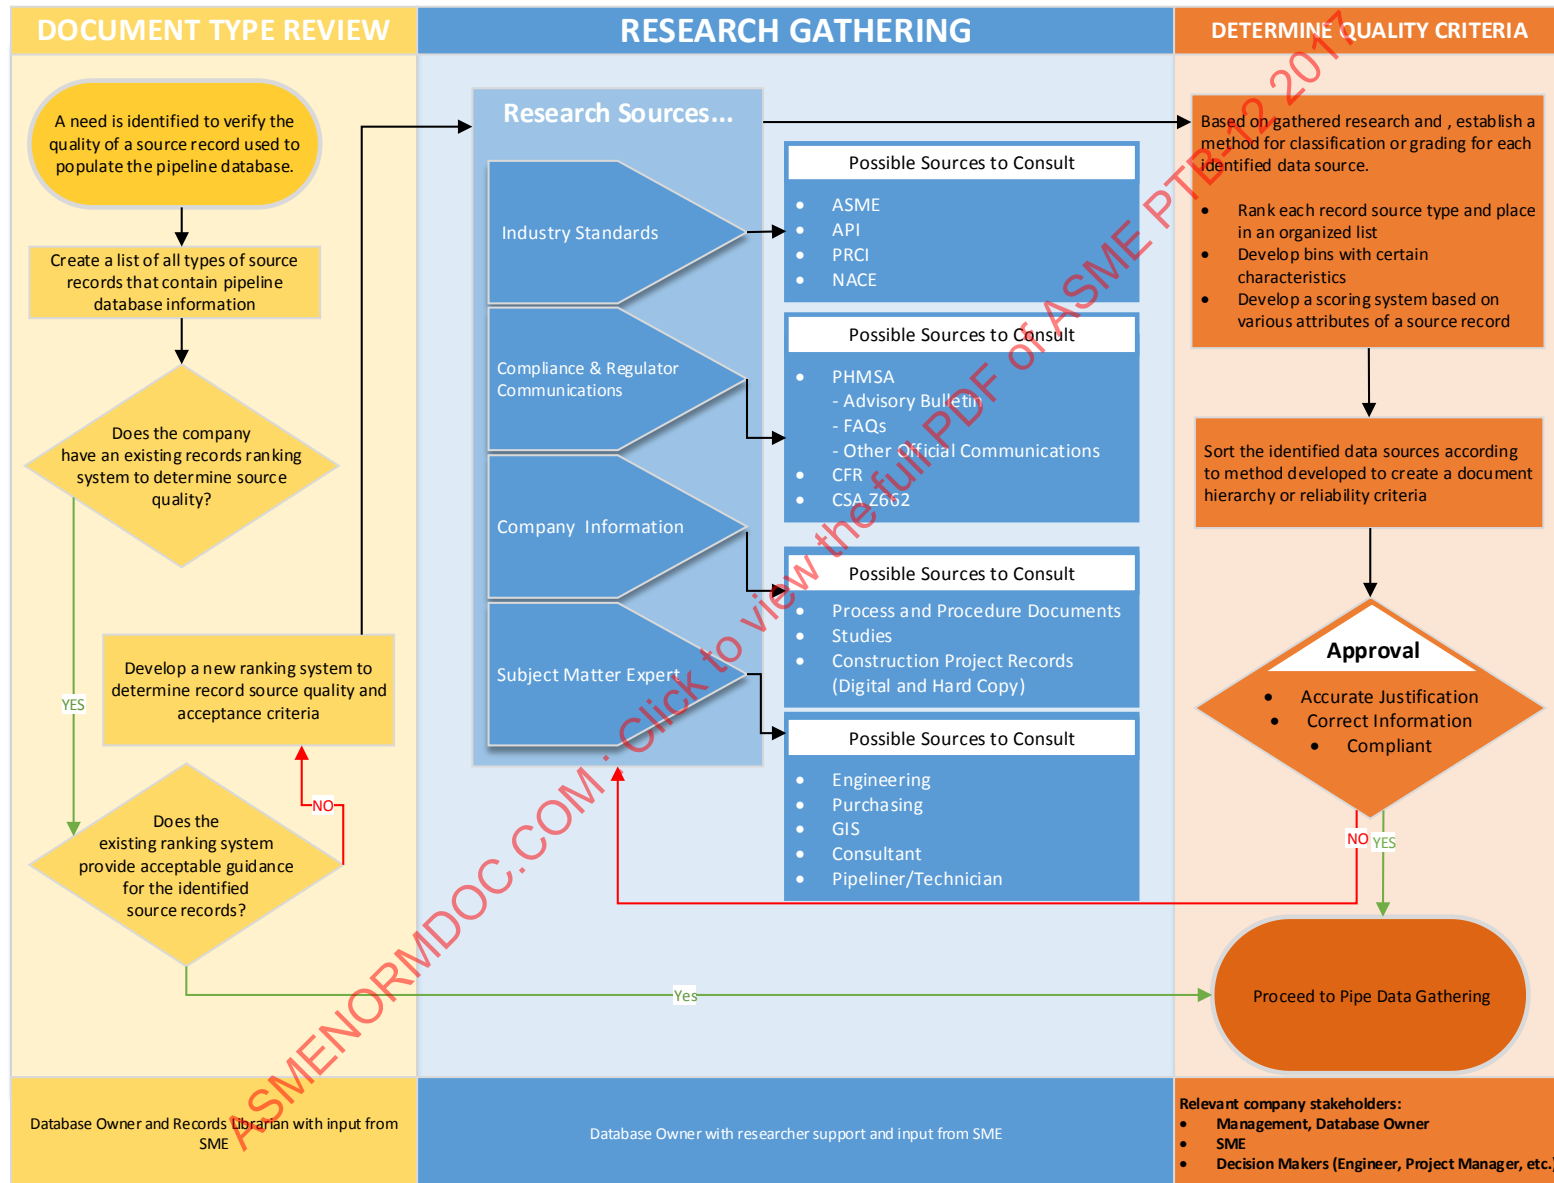 DOCUMENT TYPE REVIEW
RESEARCH GATHERING
DETERMINE QUALITY CRITERIA
A need is identified to verify the
quality of a source record used to
populate the pipeline database.
Create a list of all types of source
records that contain pipeline
database information
Does the company
have an existing records ranking
system to determine source
quality?
YES
Develop a new ranking system to
determine record source quality and
acceptance criteria
NO
Does the
existing ranking system
provide acceptable guidance
for the identified
source records?
Yes
Research Sources...
Industry Standards
Compliance & Regulator
Communications
Company Information
Subject Matter Expert
Possible Sources to Consult
• ASME
• API
• PRCI
• NACE
Possible Sources to Consult
• PHMSA
- Advisory Bulletin
- FAQs
- Other Official Communications
• CFR
• CSA Z662
Possible Sources to Consult
• Process and Procedure Documents
• Studies
• Construction Project Records
(Digital and Hard Copy)
Possible Sources to Consult
• Engineering
• Purchasing
• GIS
• Consultant
• Pipeliner/Technician
Based on gathered research and , establish a
method for classification or grading for each
identified data source.
• Rank each record source type and place
in an organized list
• Develop bins with certain
characteristics
• Develop a scoring system based on
various attributes of a source record
Sort the identified data sources according
to method developed to create a document
hierarchy or reliability criteria
Approval
• Accurate Justification
• Correct Information
• Compliant
NO
YES
Proceed to Pipe Data Gathering
Database Owner and Records Librarian with input from
SME
Database Owner with researcher support and input from SME
Relevant company stakeholders:
• Management, Database Owner
• SME
• Decision Makers (Engineer, Project Manager, etc.)
ASMENORMDOC.COM : Click to view the full PDF of ASME PTB-12 2017